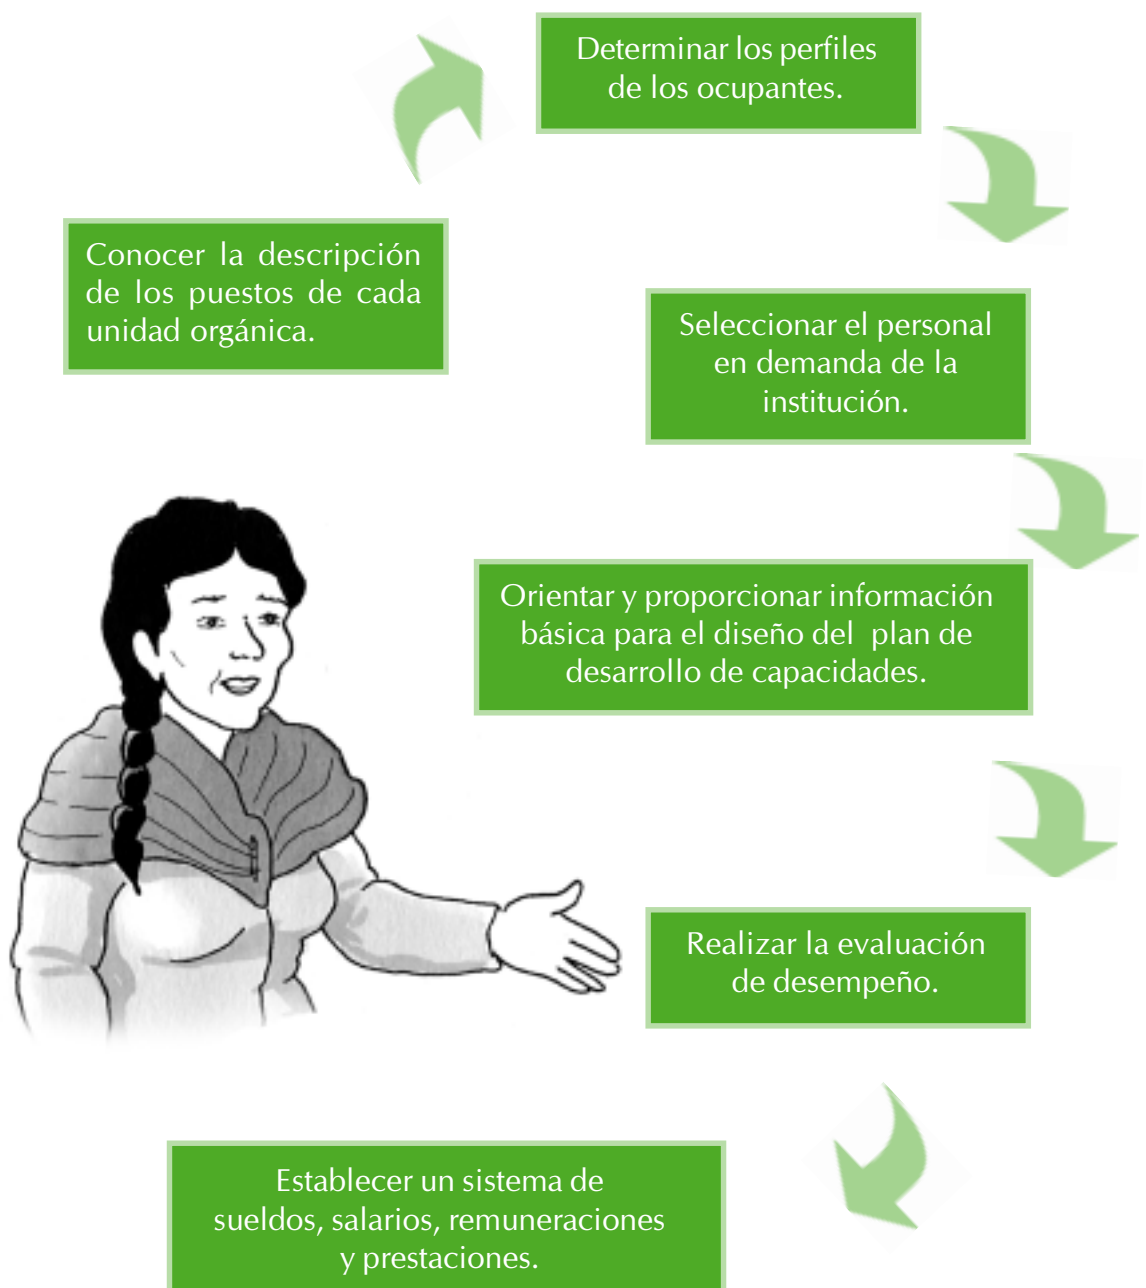 Determinar los perfiles
de los ocupantes.
Conocer la descripción
de los puestos de cada
unidad orgánica.
Seleccionar el personal
en demanda de la
institución.
Orientar y proporcionar información
básica para el diseño del plan de
desarrollo de capacidades.
Realizar la evaluación
de desempeño.
Establecer un sistema de
sueldos, salarios, remuneraciones
y prestaciones.